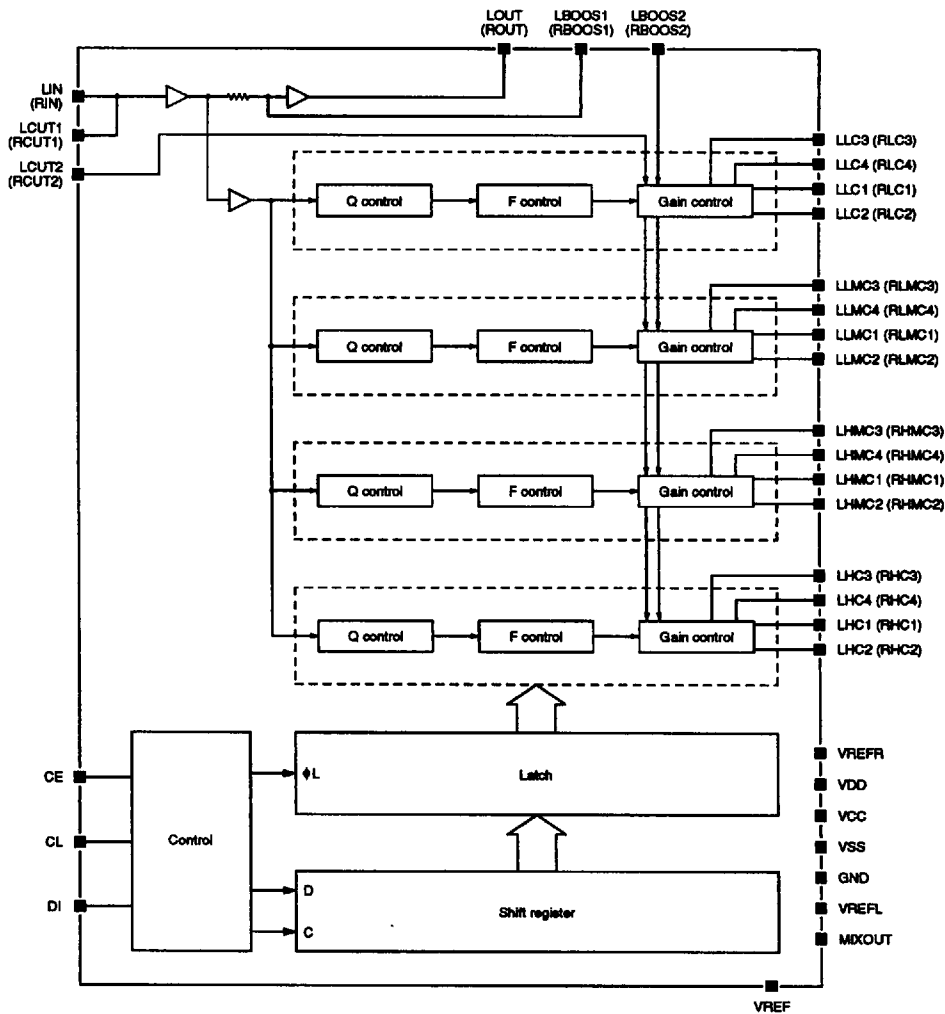 LOUT
(ROUT)
LBOOS1
(RBOOS1)
LBOOS2
(RBOOS2)
LIN
(RIN)
LCUT1
(RCUT1)
LCUT2
(RCUT2)
LLC3 (RLC3)
LLC4 (RLC4)
LLC1 (RLC1)
LLC2 (RLC2)
Q control
F control
Gain control
LLMC3 (RLMC3)
LLMC4 (RLMC4)
LLMC1 (RLMC1)
LLMC2 (RLMC2)
Q control
F control
Gain control
LHMC3 (RHMC3)
LHMC4 (RHMC4)
LHMC1 (RHMC1)
LHMC2 (RHMC2)
Q control
F control
Gain control
LHC3 (RHC3)
LHC4 (RHC4)
LHC1 (RHC1)
LHC2 (RHC2)
Q control
F control
Gain control
CE
CL
DI
Control
ϕL
Latch
D
C
Shift register
VREFR
VDD
VCC
VSS
GND
VREFL
MIXOUT
VREF